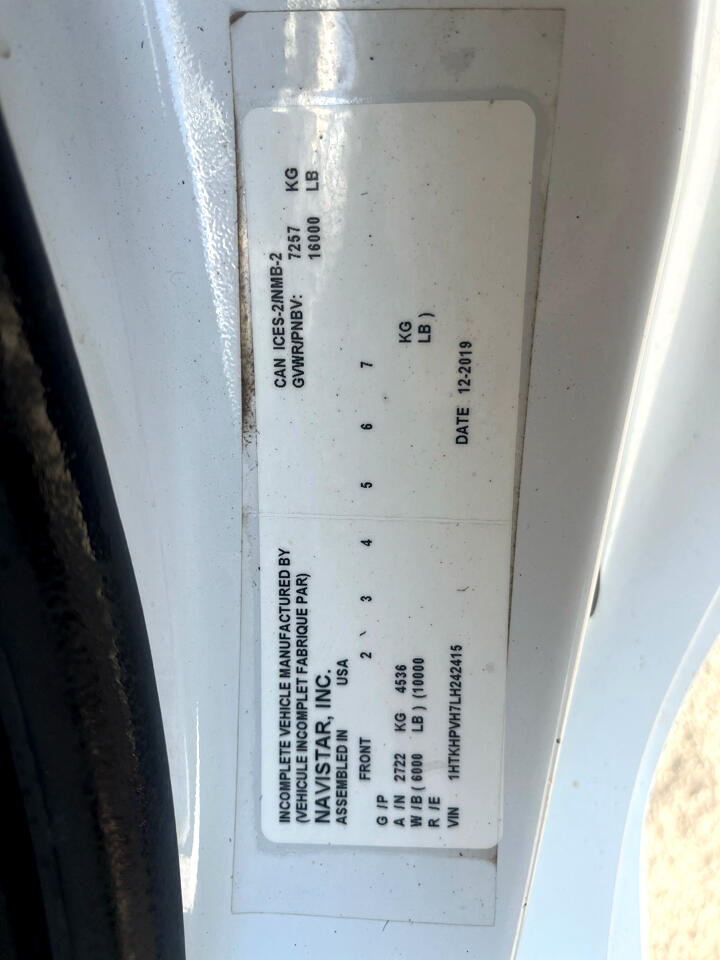 INCOMPLETE VEHICLE MANUFACTURED BY
(VEHICULE INCOMPLET FABRIQUE PAR)
NAVISTAR, INC.
ASSEMBLED IN USA
CAN ICES-2/NMB-2
GVWR/PNBV: 7257 KG
16000 LB
FRONT 2 3 4 5 6 7
G /P
A /N 2722 KG 4536 KG
W /B ( 6000 LB ) (10000 LB )
R /E
VIN 1HTKHPVH7LH242415 DATE 12-2019